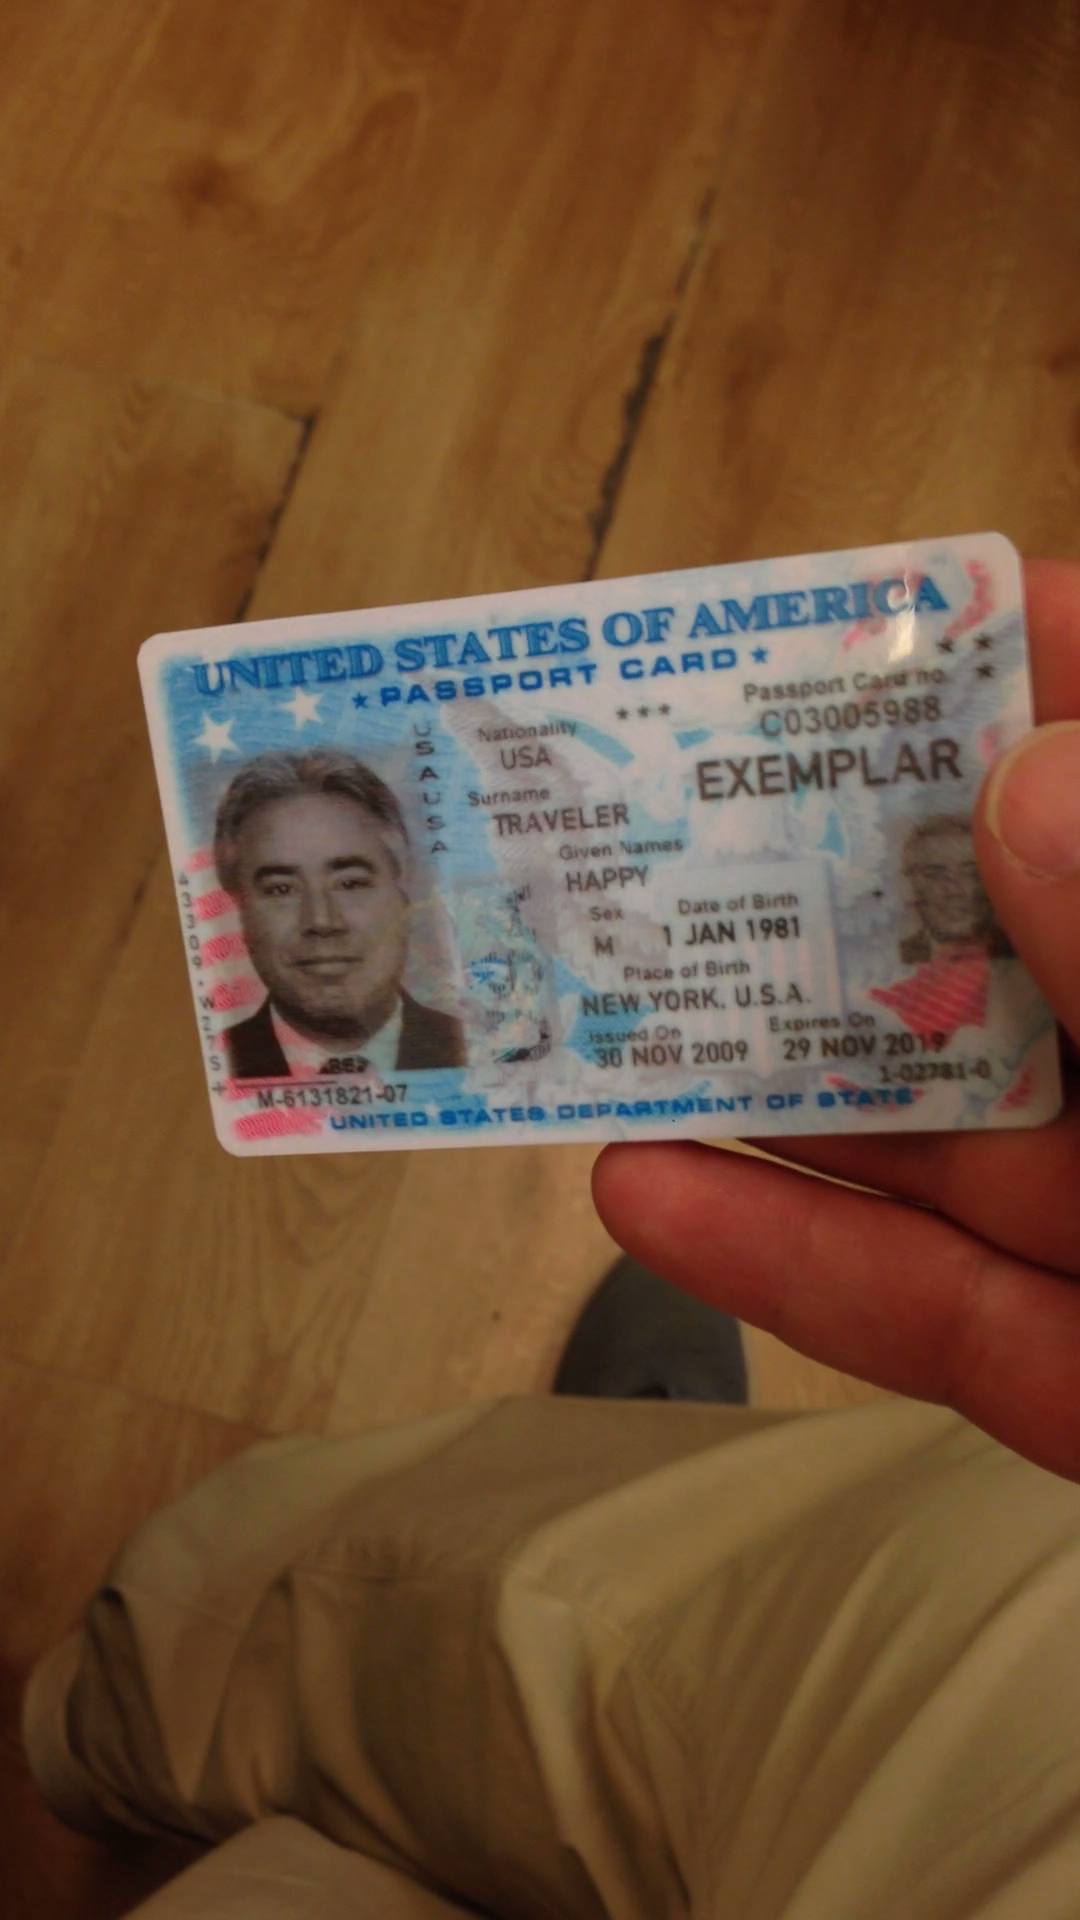 UNITED STATES OF AMERICA
★ PASSPORT CARD ★
USAUSA
Nationality
USA
★★★
Passport Card no.
C03005988
EXEMPLAR
Surname
TRAVELER
Given Names
HAPPY
Sex
M
Date of Birth
1 JAN 1981
Place of Birth
NEW YORK, U.S.A.
Issued On
30 NOV 2009
Expires On
29 NOV 2019
1-02781-0
M-6131821-07
UNITED STATES DEPARTMENT OF STATE